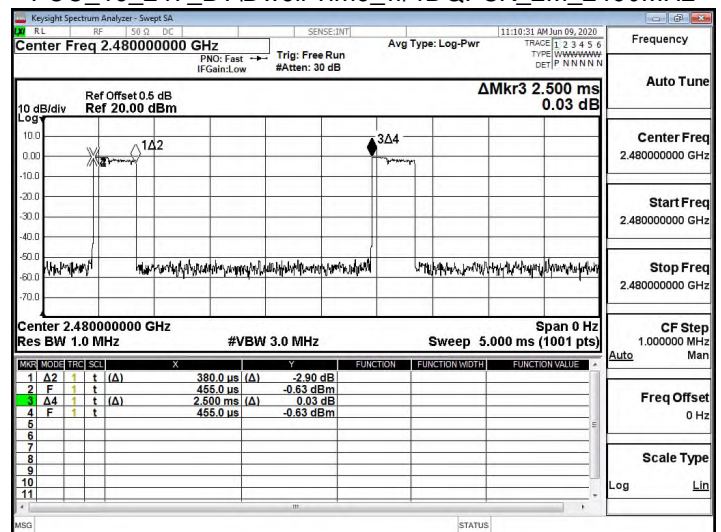 Keysight Spectrum Analyzer - Swept SA
RL RF 50 Ω DC SENSE:INT 11:10:31 AM Jun 09, 2020
Center Freq 2.480000000 GHz Avg Type: Log-Pwr TRACE 1 2 3 4 5 6
PNO: Fast Trig: Free Run TYPE WWWWWW
IFGain:Low #Atten: 30 dB DET P N N N N N
Ref Offset 0.5 dB ΔMkr3 2.500 ms
10 dB/div Ref 20.00 dBm 0.03 dB
Log
10.0
0.00
-10.0
-20.0
-30.0
-40.0
-50.0
-60.0
-70.0
1Δ2
3Δ4
Center 2.480000000 GHz Span 0 Hz
Res BW 1.0 MHz #VBW 3.0 MHz Sweep 5.000 ms (1001 pts)
MKR MODE TRC SCL X Y FUNCTION FUNCTION WIDTH FUNCTION VALUE
1 Δ2 1 t (Δ) 380.0 µs (Δ) -2.90 dB
2 F 1 t 455.0 µs -0.63 dBm
3 Δ4 1 t (Δ) 2.500 ms (Δ) 0.03 dB
4 F 1 t 455.0 µs -0.63 dBm
5
6
7
8
9
10
11
MSG STATUS
Frequency
Auto Tune
Center Freq
2.480000000 GHz
Start Freq
2.480000000 GHz
Stop Freq
2.480000000 GHz
CF Step
1.000000 MHz
Auto Man
Freq Offset
0 Hz
Scale Type
Log Lin